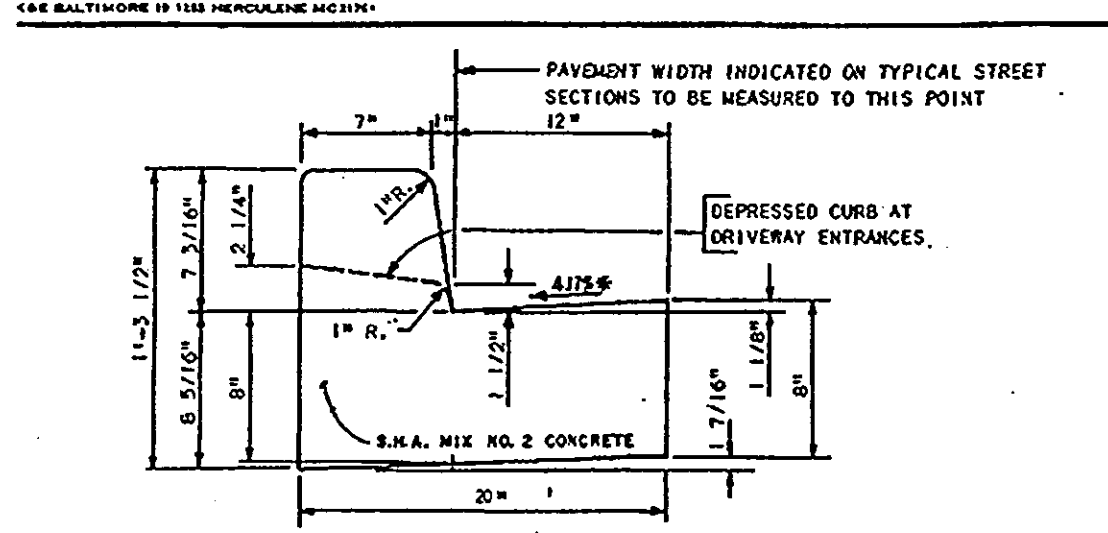 PAVEMENT WIDTH INDICATED ON TYPICAL STREET
SECTIONS TO BE MEASURED TO THIS POINT
7"
1"
12"
1"R.
DEPRESSED CURB AT
DRIVEWAY ENTRANCES.
1'-3 1/2"
7 3/16"
2 1/4"
1" R.
1 1/2"
1 1/8"
8 5/16"
8"
8"
1 7/16"
S.H.A. MIX NO. 2 CONCRETE
20"